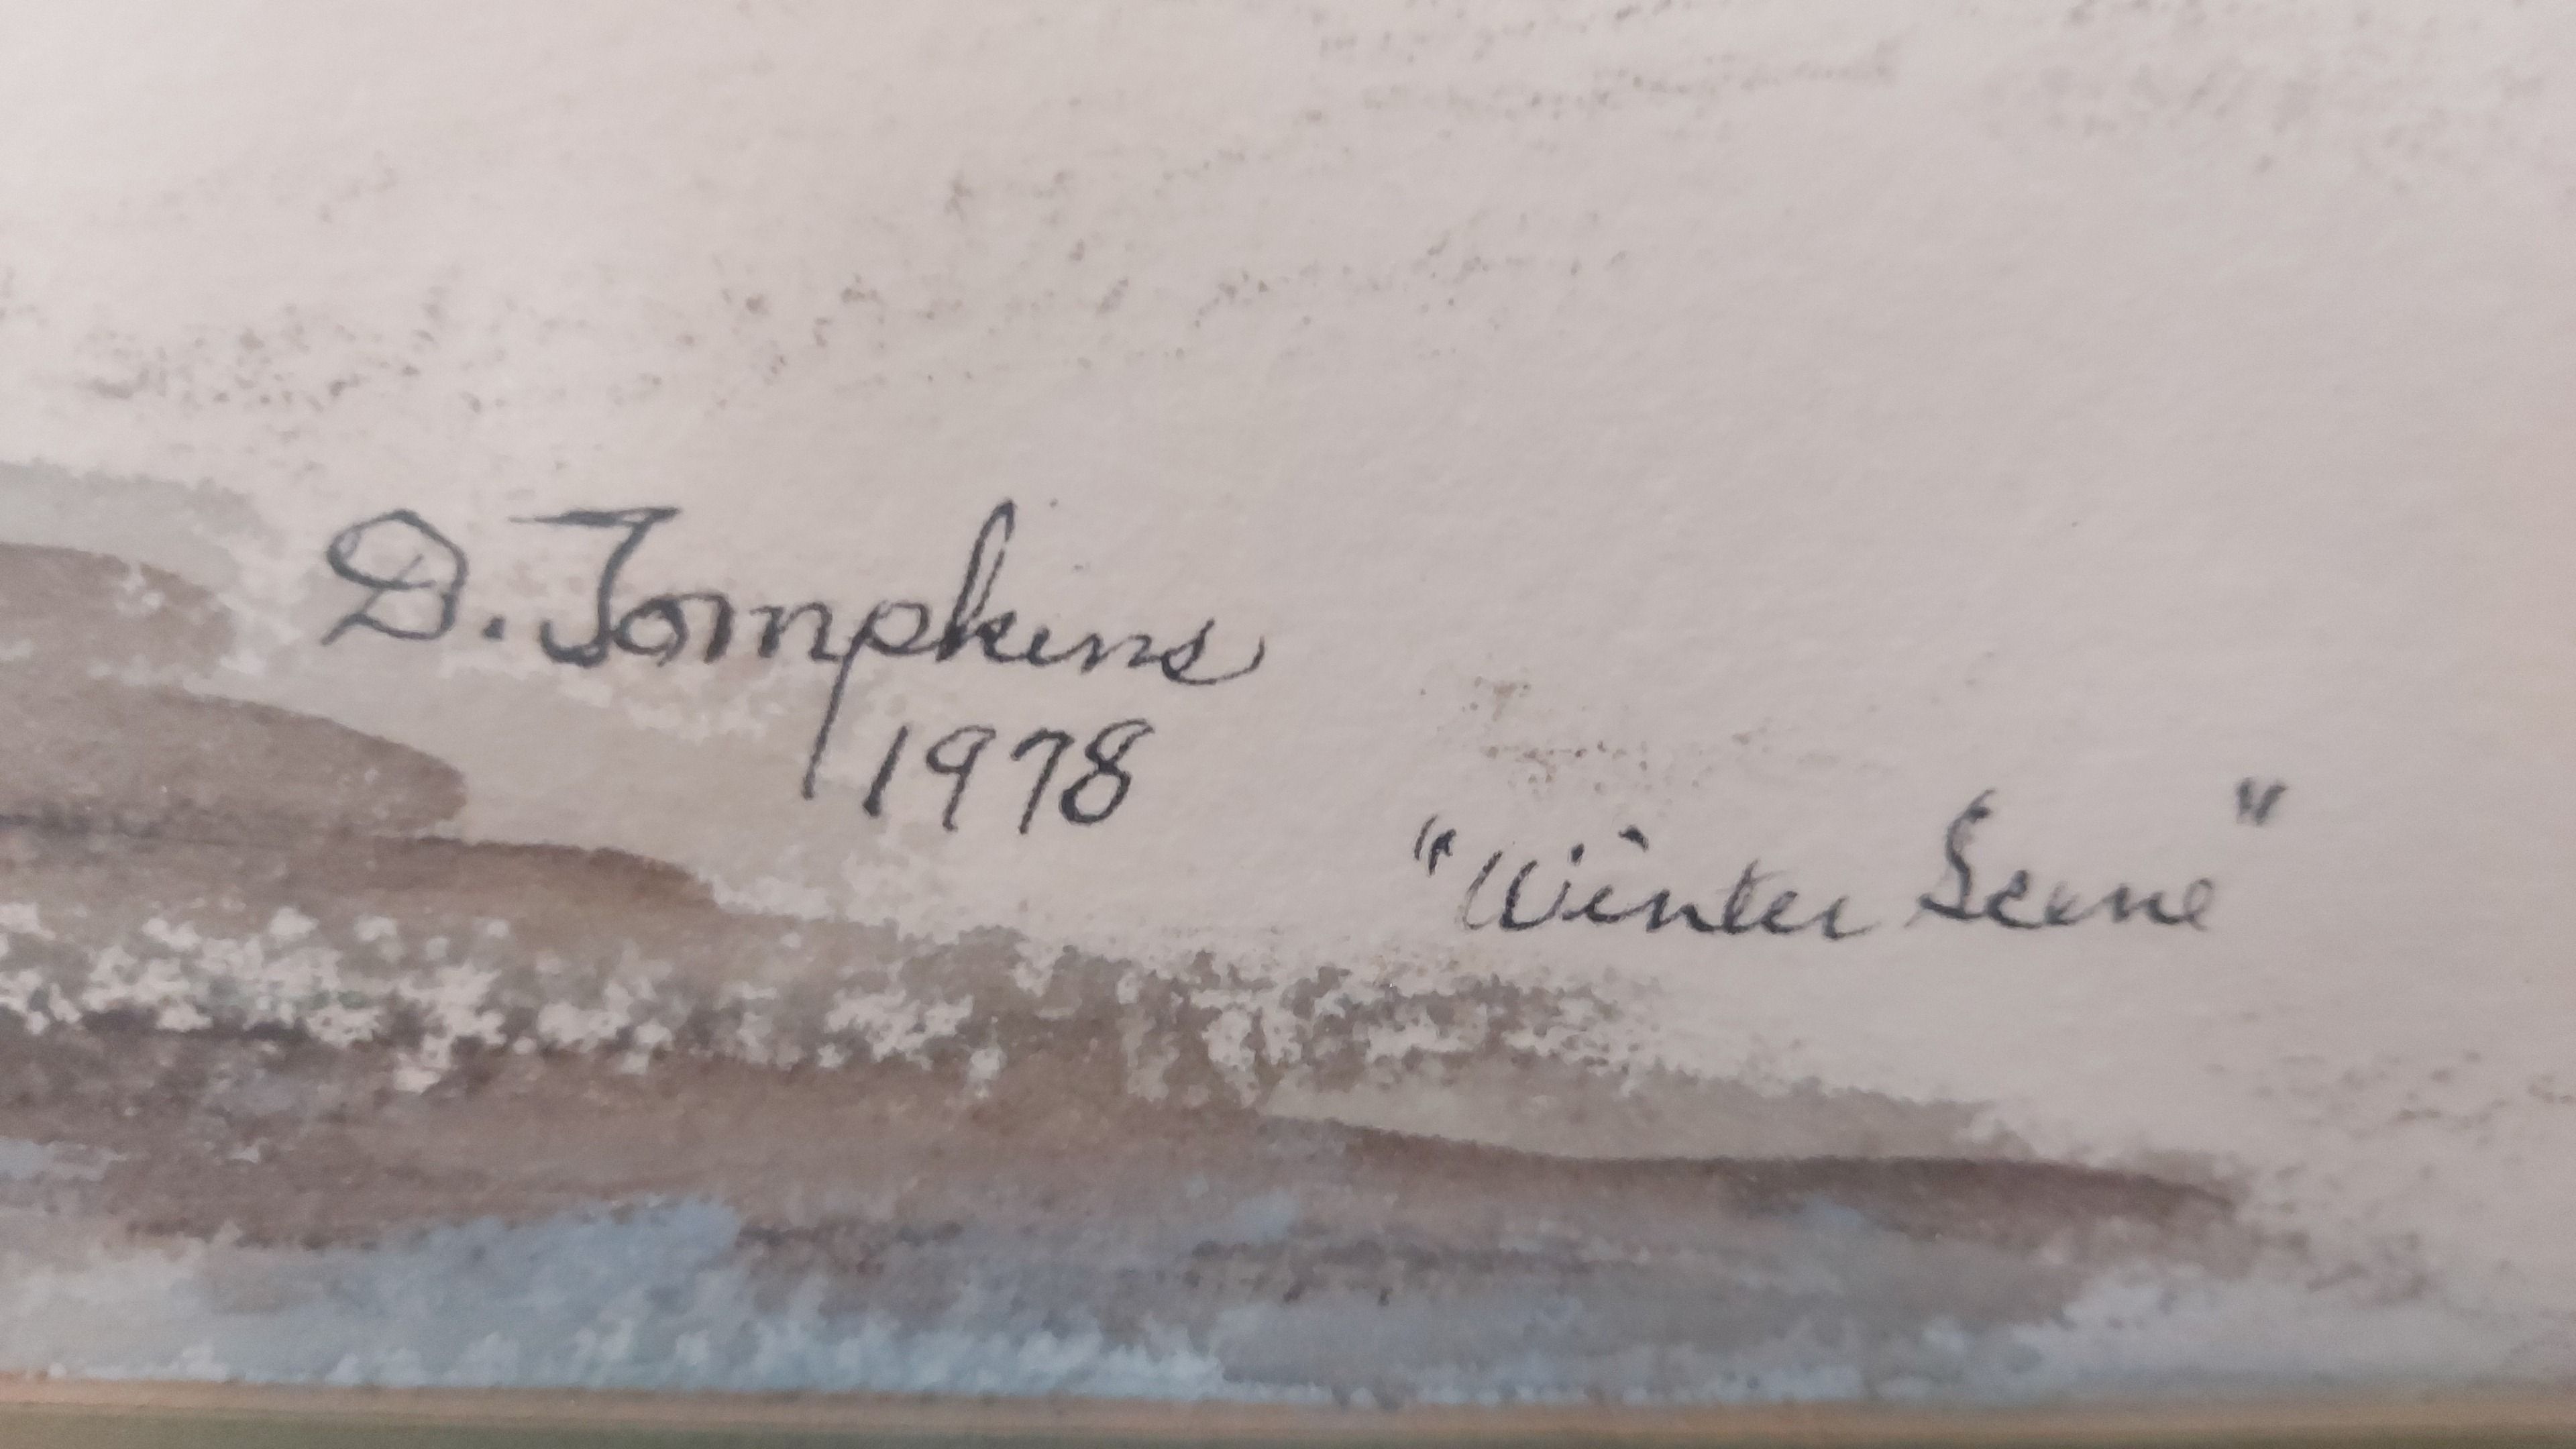 D. Tompkins
1978
"Winter Scene"